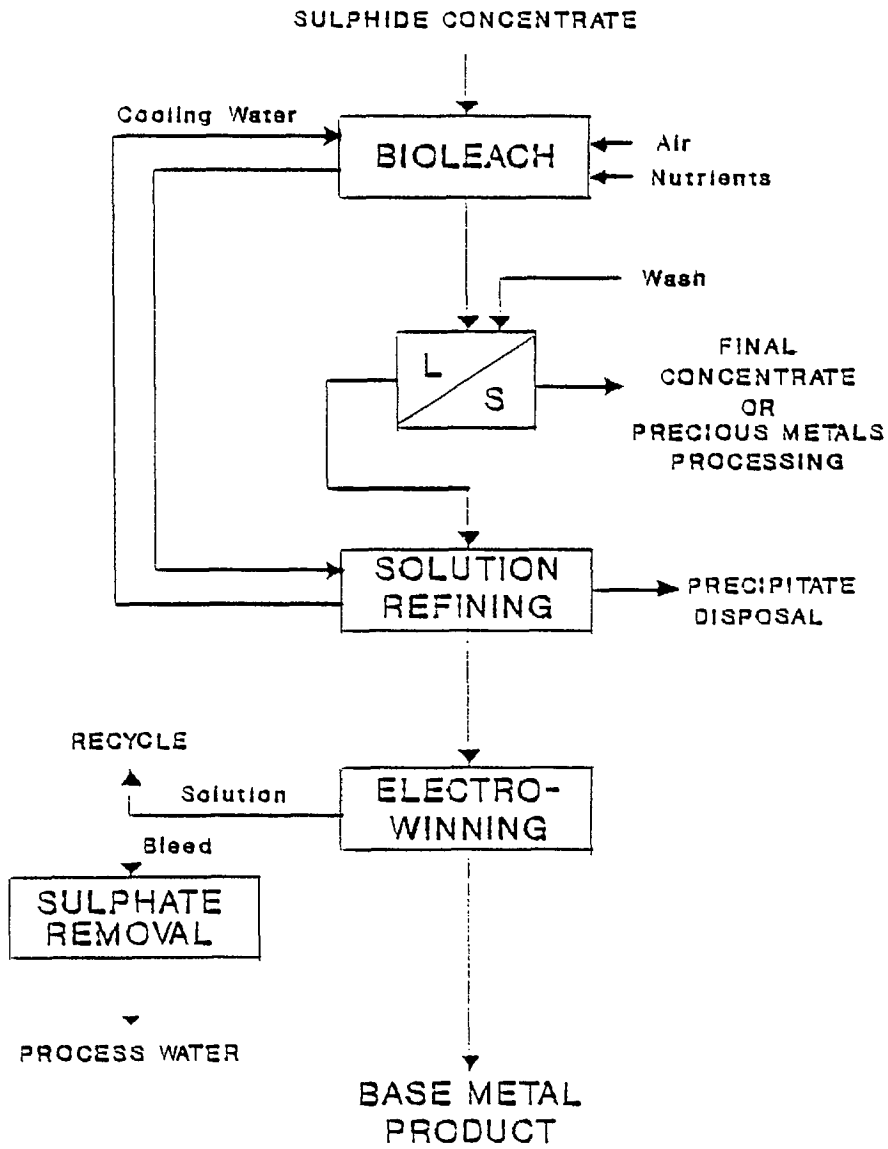 SULPHIDE CONCENTRATE
Cooling Water
BIOLEACH
Air
Nutrients
Wash
L
S
FINAL
CONCENTRATE
OR
PRECIOUS METALS
PROCESSING
SOLUTION
REFINING
PRECIPITATE
DISPOSAL
RECYCLE
Solution
ELECTRO-
WINNING
Bleed
SULPHATE
REMOVAL
PROCESS WATER
BASE METAL
PRODUCT